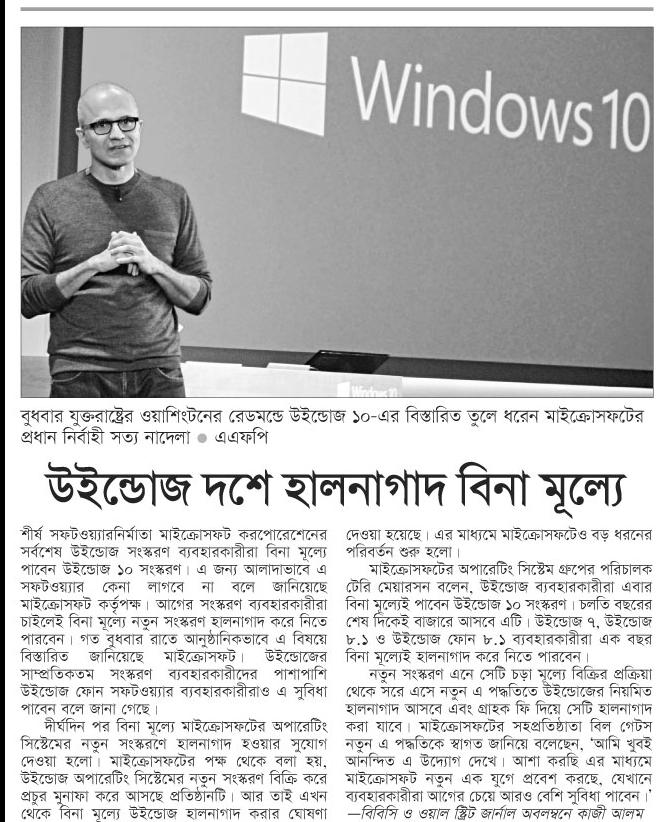 Windows 10
Windows 10
বুধবার যুক্তরাষ্ট্রের ওয়াশিংটনের রেডমন্ডে উইন্ডোজ ১০-এর বিস্তারিত তুলে ধরেন মাইক্রোসফটের
প্রধান নির্বাহী সত্য নাদেলা ● এএফপি
উইন্ডোজ দশে হালনাগাদ বিনা মূল্যে
শীর্ষ সফটওয়্যারনির্মাতা মাইক্রোসফট করপোরেশনের
সর্বশেষ উইন্ডোজ সংস্করণ ব্যবহারকারীরা বিনা মূল্যে
পাবেন উইন্ডোজ ১০ সংস্করণ। এ জন্য আলাদাভাবে এ
সফটওয়্যার কেনা লাগবে না বলে জানিয়েছে
মাইক্রোসফট কর্তৃপক্ষ। আগের সংস্করণ ব্যবহারকারীরা
চাইলেই বিনা মূল্যে নতুন সংস্করণ হালনাগাদ করে নিতে
পারবেন। গত বুধবার রাতে আনুষ্ঠানিকভাবে এ বিষয়ে
বিস্তারিত জানিয়েছে মাইক্রোসফট। উইন্ডোজের
সাম্প্রতিকতম সংস্করণ ব্যবহারকারীদের পাশাপাশি
উইন্ডোজ ফোন সফটওয়্যার ব্যবহারকারীরাও এ সুবিধা
পাবেন বলে জানা গেছে।
দীর্ঘদিন পর বিনা মূল্যে মাইক্রোসফটের অপারেটিং
সিস্টেমের নতুন সংস্করণে হালনাগাদ হওয়ার সুযোগ
দেওয়া হলো। মাইক্রোসফটের পক্ষ থেকে বলা হয়,
উইন্ডোজ অপারেটিং সিস্টেমের নতুন সংস্করণ বিক্রি করে
প্রচুর মুনাফা করে আসছে প্রতিষ্ঠানটি। আর তাই এখন
থেকে বিনা মূল্যে উইন্ডোজ হালনাগাদ করার ঘোষণা
দেওয়া হয়েছে। এর মাধ্যমে মাইক্রোসফটেও বড় ধরনের
পরিবর্তন শুরু হলো।
মাইক্রোসফটের অপারেটিং সিস্টেম গ্রুপের পরিচালক
টেরি মেয়ারসন বলেন, উইন্ডোজ ব্যবহারকারীরা এবার
বিনা মূল্যেই পাবেন উইন্ডোজ ১০ সংস্করণ। চলতি বছরের
শেষ দিকেই বাজারে আসবে এটি। উইন্ডোজ ৭, উইন্ডোজ
৮.১ ও উইন্ডোজ ফোন ৮.১ ব্যবহারকারীরা এক বছর
বিনা মূল্যেই হালনাগাদ করে নিতে পারবেন।
নতুন সংস্করণ এনে সেটি চড়া মূল্যে বিক্রির প্রক্রিয়া
থেকে সরে এসে নতুন এ পদ্ধতিতে উইন্ডোজের নিয়মিত
হালনাগাদ আসবে এবং গ্রাহক ফি দিয়ে সেটি হালনাগাদ
করা যাবে। মাইক্রোসফটের সহপ্রতিষ্ঠাতা বিল গেটস
নতুন এ পদ্ধতিকে স্বাগত জানিয়ে বলেছেন, ‘আমি খুবই
আনন্দিত এ উদ্যোগ দেখে। আশা করছি এর মাধ্যমে
মাইক্রোসফট নতুন এক যুগে প্রবেশ করছে, যেখানে
ব্যবহারকারীরা আগের চেয়ে আরও বেশি সুবিধা পাবেন।’
—বিবিসি ও ওয়াল স্ট্রিট জার্নাল অবলম্বনে কাজী আলম